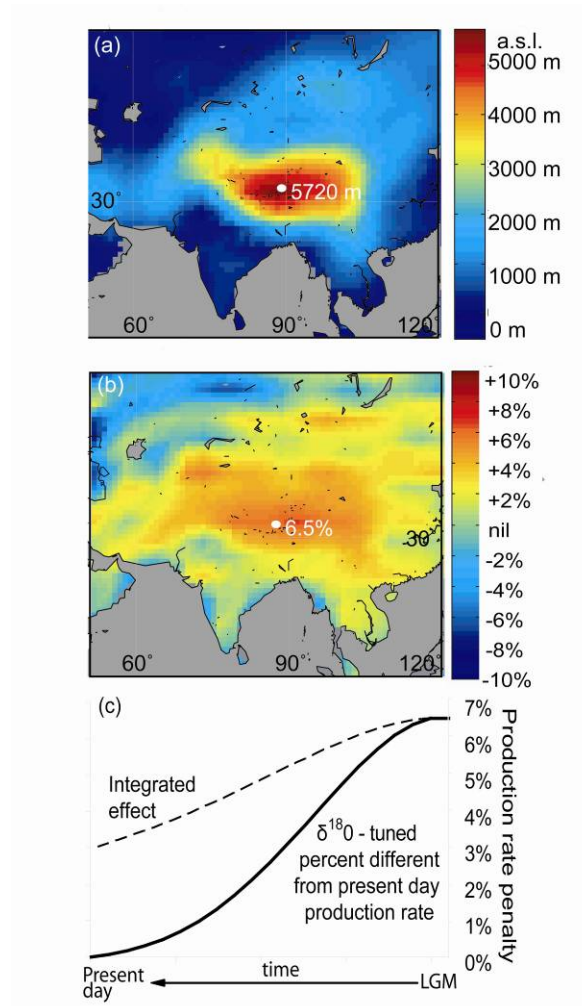 (a)
a.s.l.
5000 m
4000 m
3000 m
2000 m
1000 m
0 m
5720 m
30°
60°
90°
120°
(b)
+10%
+8%
+6%
+4%
+2%
nil
-2%
-4%
-6%
-8%
-10%
6.5%
30°
60°
90°
120°
(c)
7%
6%
5%
4%
3%
2%
1%
0%
Production rate penalty
Integrated
effect
δ¹⁸0 - tuned
percent different
from present day
production rate
Present
day
time
LGM